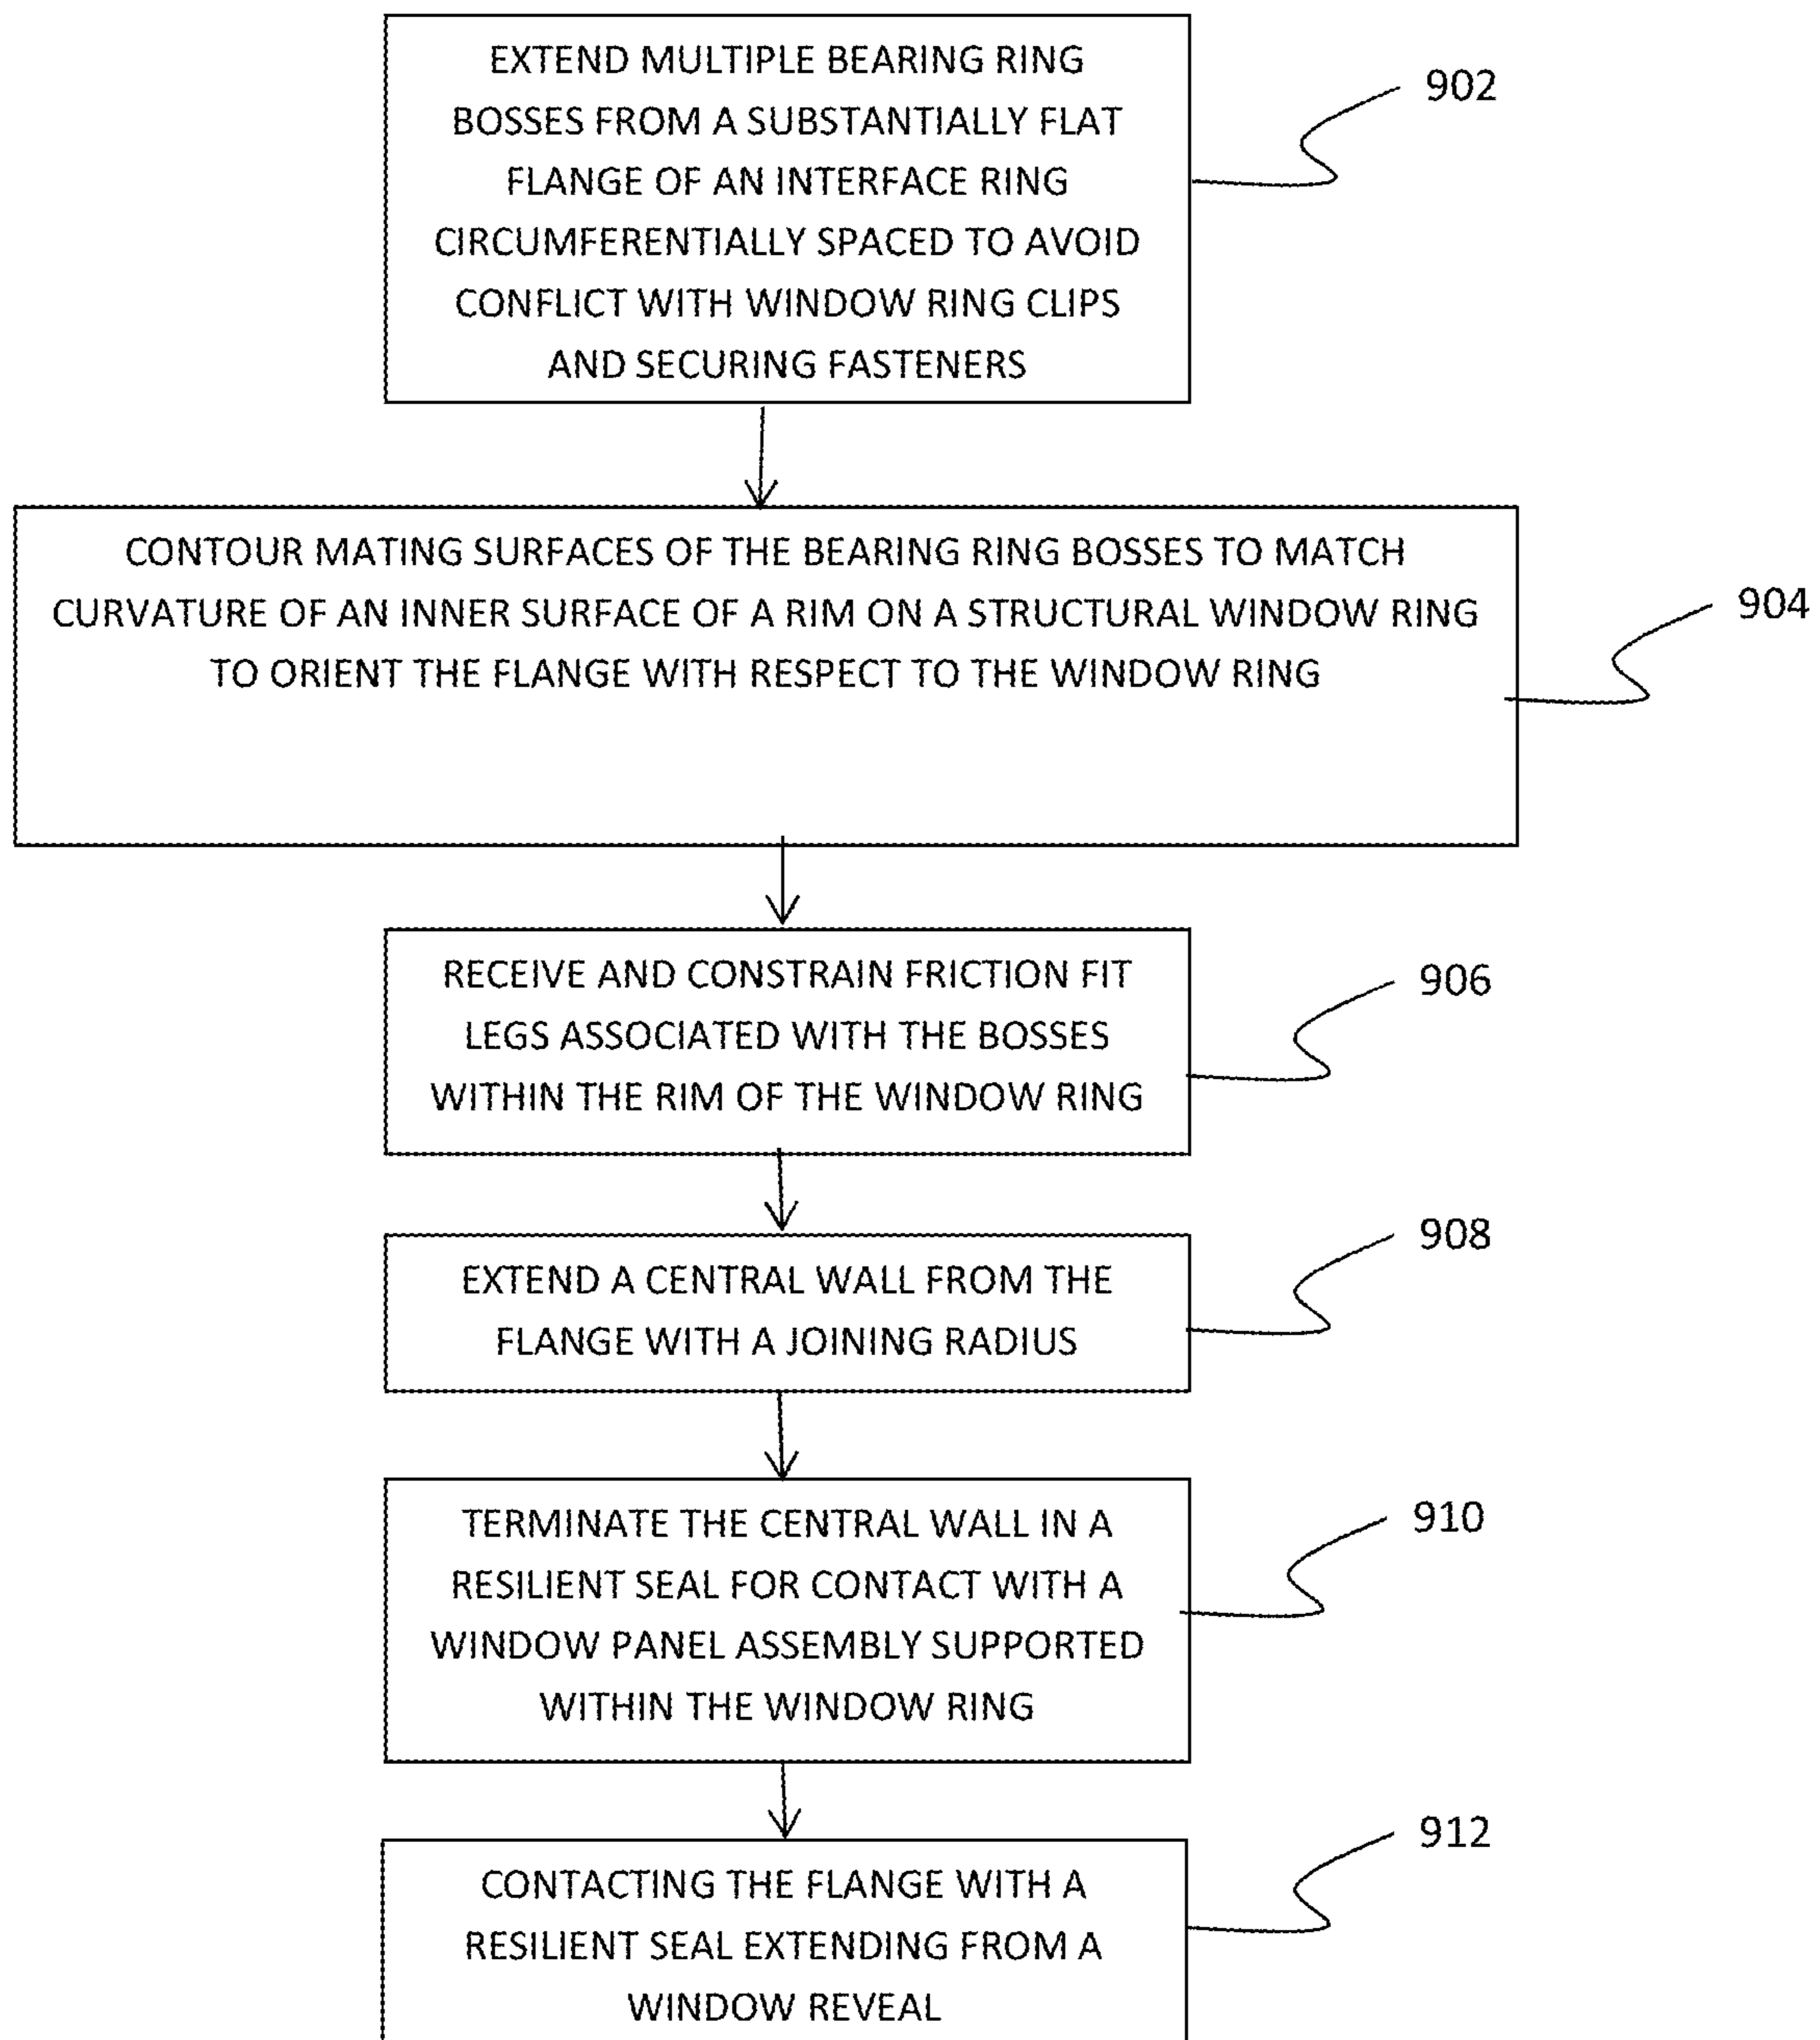 EXTEND MULTIPLE BEARING RING
BOSSES FROM A SUBSTANTIALLY FLAT
FLANGE OF AN INTERFACE RING
CIRCUMFERENTIALLY SPACED TO AVOID
CONFLICT WITH WINDOW RING CLIPS
AND SECURING FASTENERS
902
CONTOUR MATING SURFACES OF THE BEARING RING BOSSES TO MATCH
CURVATURE OF AN INNER SURFACE OF A RIM ON A STRUCTURAL WINDOW RING
TO ORIENT THE FLANGE WITH RESPECT TO THE WINDOW RING
904
RECEIVE AND CONSTRAIN FRICTION FIT
LEGS ASSOCIATED WITH THE BOSSES
WITHIN THE RIM OF THE WINDOW RING
906
EXTEND A CENTRAL WALL FROM THE
FLANGE WITH A JOINING RADIUS
908
TERMINATE THE CENTRAL WALL IN A
RESILIENT SEAL FOR CONTACT WITH A
WINDOW PANEL ASSEMBLY SUPPORTED
WITHIN THE WINDOW RING
910
CONTACTING THE FLANGE WITH A
RESILIENT SEAL EXTENDING FROM A
WINDOW REVEAL
912